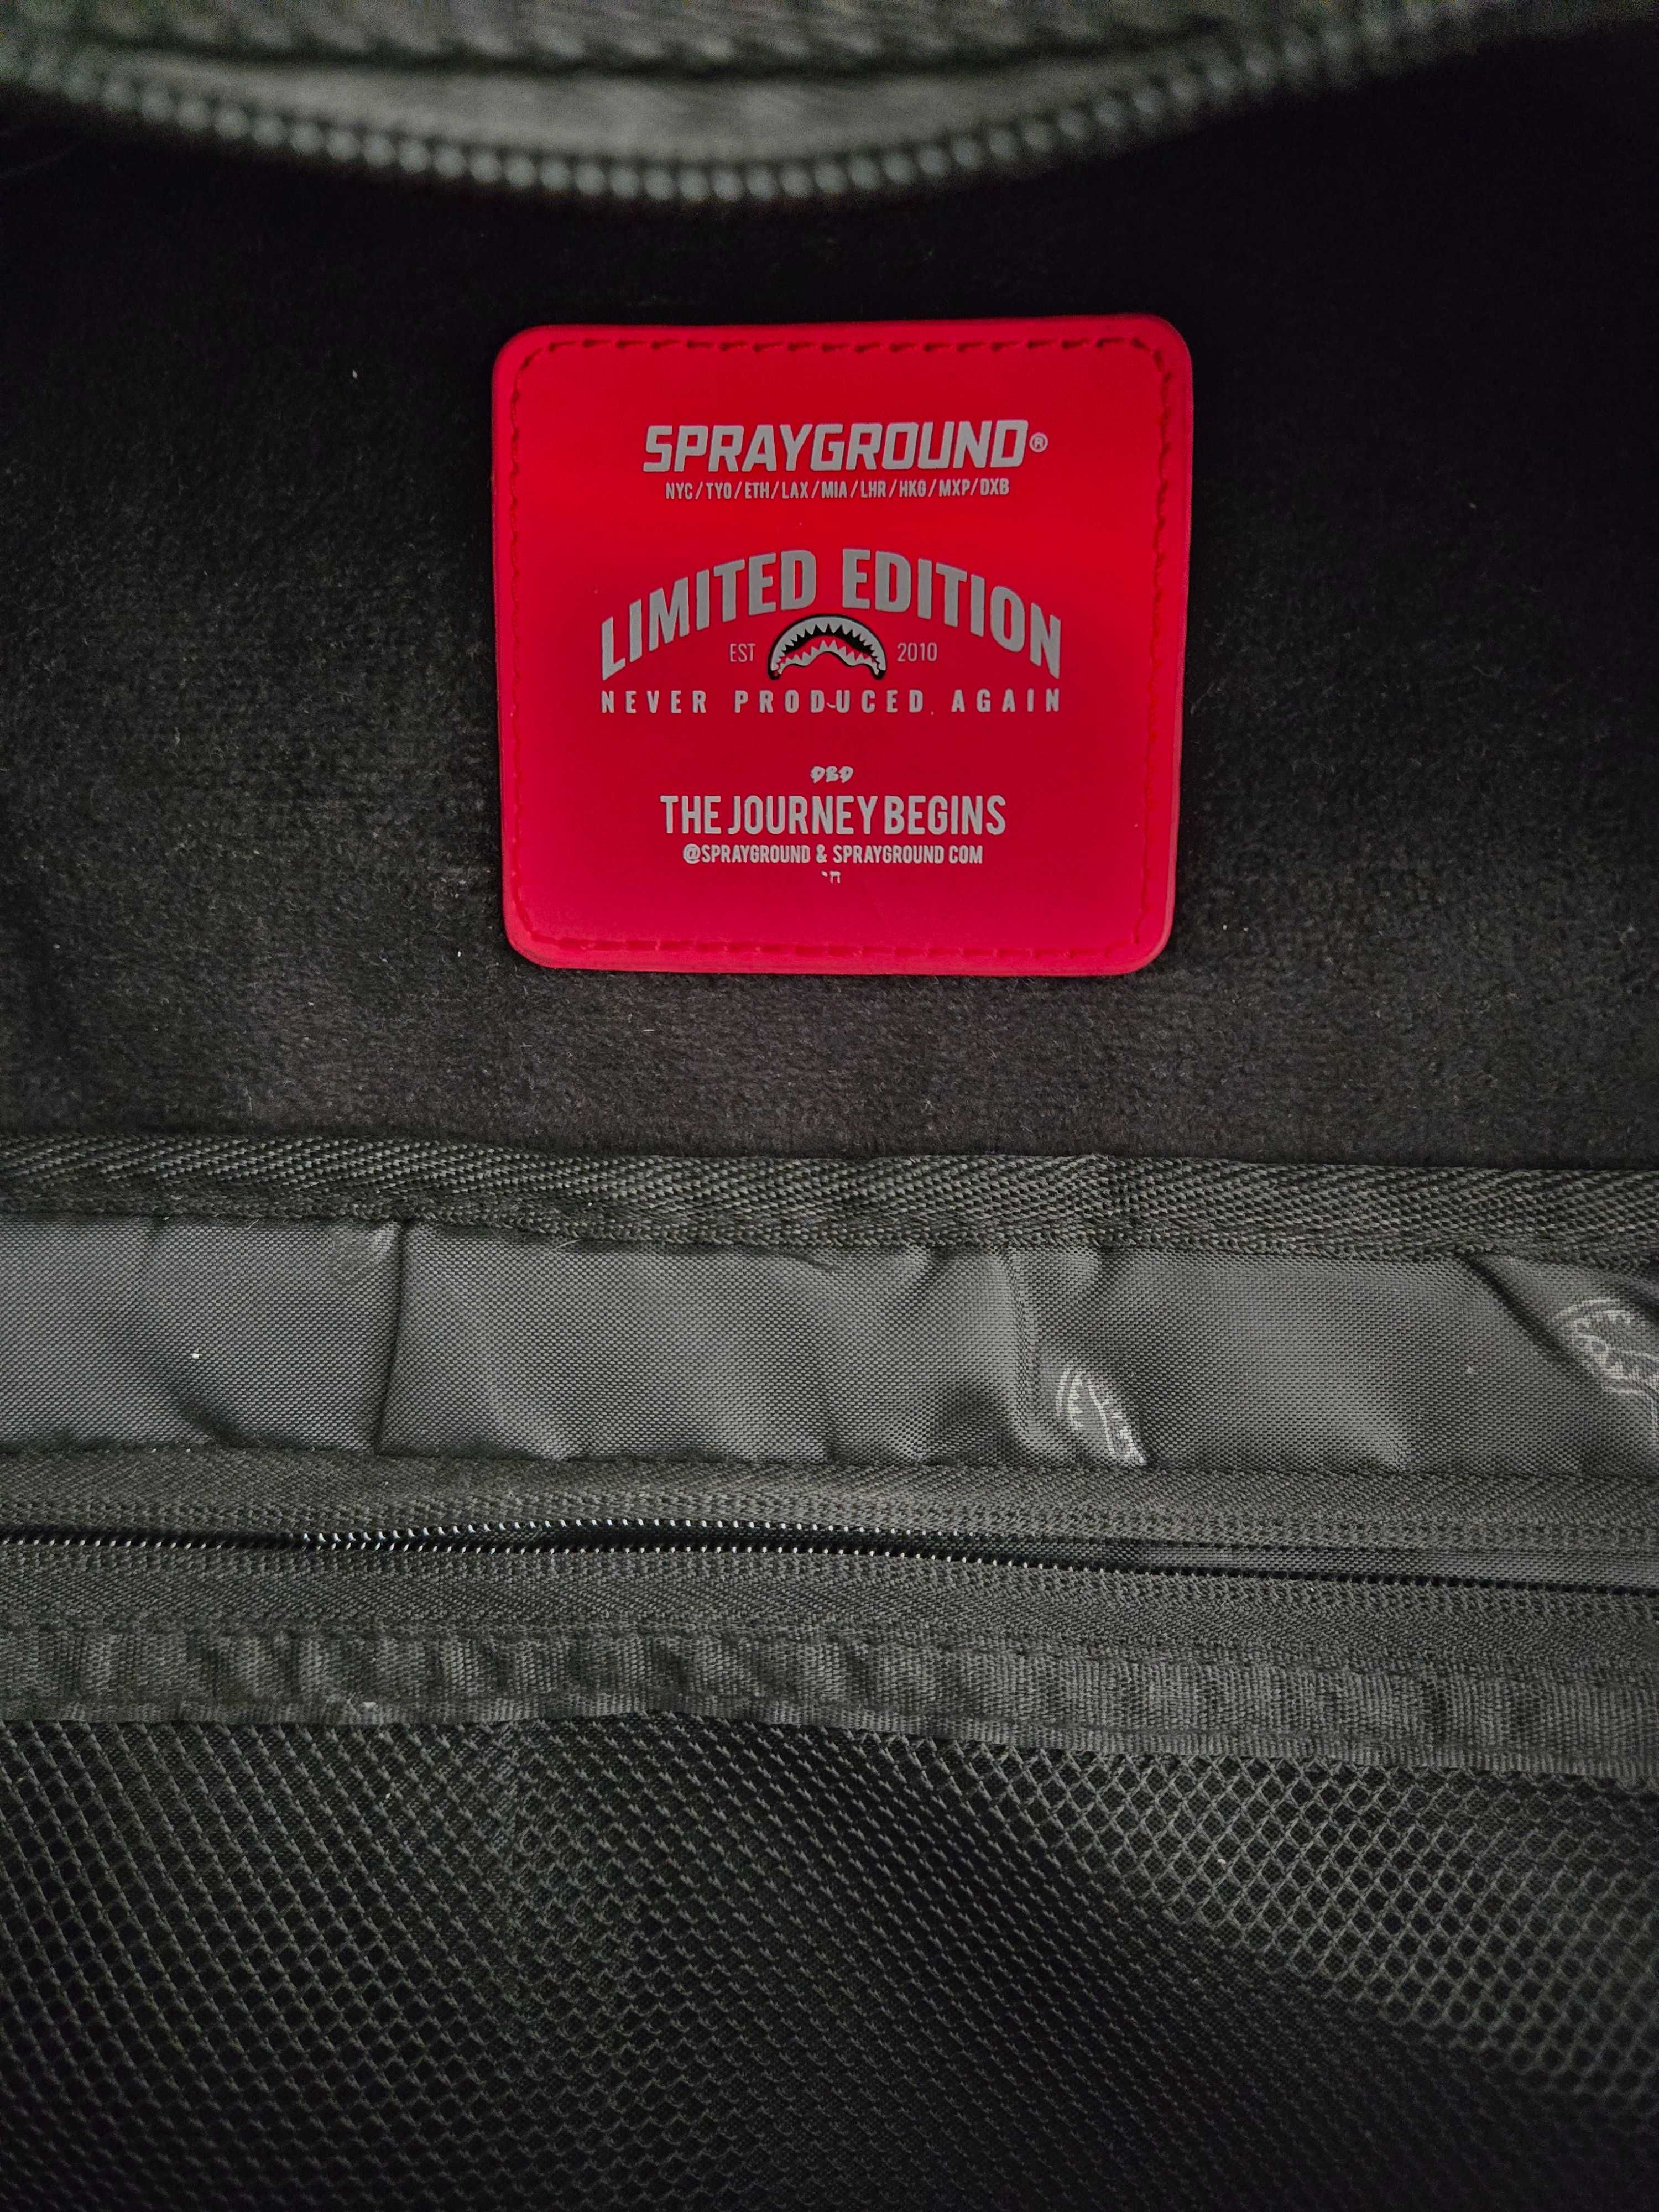 SPRAYGROUND®
NYC/TYO/ETH/LAX/MIA/LHR/HKG/MXP/DXB
LIMITED EDITION
EST 2010
NEVER PRODUCED AGAIN
THE JOURNEY BEGINS
@SPRAYGROUND & SPRAYGROUND COM